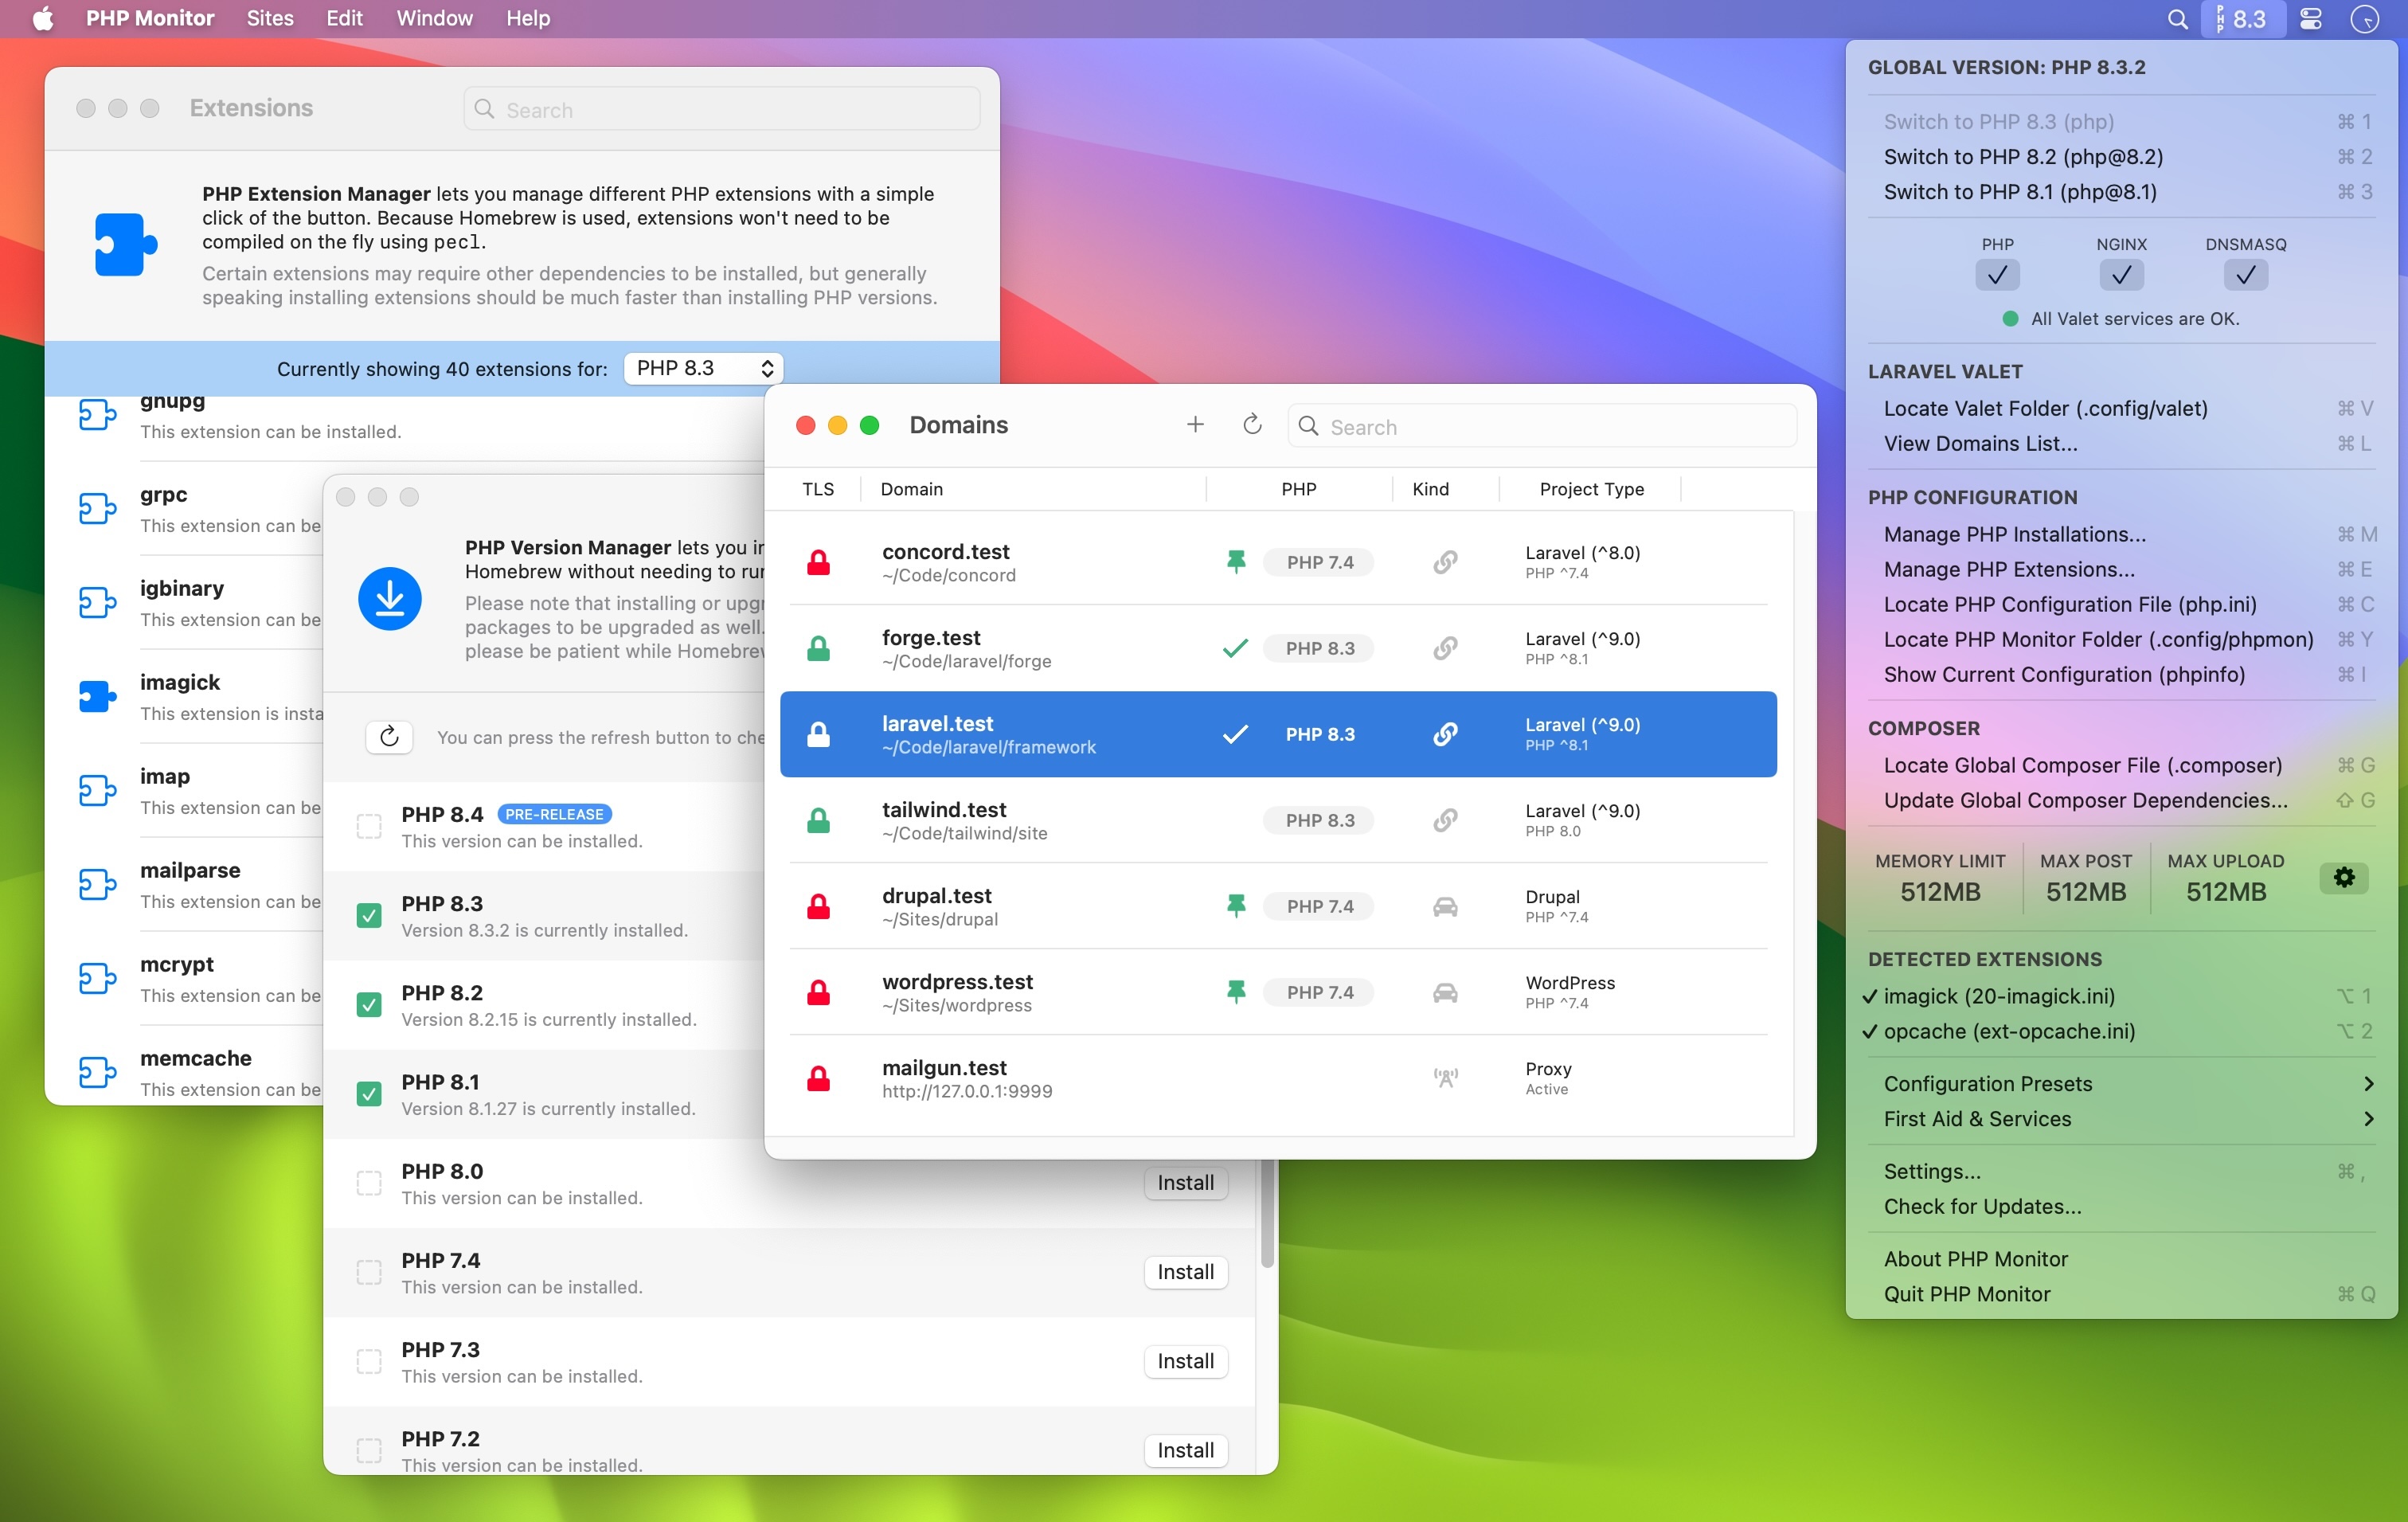 PHP Monitor Sites Edit Window Help
PHP 8.3
Extensions
Search
PHP Extension Manager lets you manage different PHP extensions with a simple
click of the button. Because Homebrew is used, extensions won't need to be
compiled on the fly using pecl.
Certain extensions may require other dependencies to be installed, but generally
speaking installing extensions should be much faster than installing PHP versions.
Currently showing 40 extensions for: PHP 8.3
gnupg
This extension can be installed.
grpc
This extension can be
igbinary
This extension can be
imagick
This extension is insta
imap
This extension can be
mailparse
This extension can be
mcrypt
This extension can be
memcache
This extension can be
PHP Version Manager lets you in
Homebrew without needing to ru
Please note that installing or upg
packages to be upgraded as well.
please be patient while Homebre
You can press the refresh button to che
PHP 8.4 PRE-RELEASE
This version can be installed.
PHP 8.3
Version 8.3.2 is currently installed.
PHP 8.2
Version 8.2.15 is currently installed.
PHP 8.1
Version 8.1.27 is currently installed.
PHP 8.0
This version can be installed.
Install
PHP 7.4
This version can be installed.
Install
PHP 7.3
This version can be installed.
Install
PHP 7.2
This version can be installed.
Install
Domains
Search
TLS Domain PHP Kind Project Type
concord.test
~/Code/concord
PHP 7.4
Laravel (^8.0)
PHP ^7.4
forge.test
~/Code/laravel/forge
PHP 8.3
Laravel (^9.0)
PHP ^8.1
laravel.test
~/Code/laravel/framework
PHP 8.3
Laravel (^9.0)
PHP ^8.1
tailwind.test
~/Code/tailwind/site
PHP 8.3
Laravel (^9.0)
PHP 8.0
drupal.test
~/Sites/drupal
PHP 7.4
Drupal
PHP ^7.4
wordpress.test
~/Sites/wordpress
PHP 7.4
WordPress
PHP ^7.4
mailgun.test
http://127.0.0.1:9999
Proxy
Active
GLOBAL VERSION: PHP 8.3.2
Switch to PHP 8.3 (php) ⌘ 1
Switch to PHP 8.2 (php@8.2) ⌘ 2
Switch to PHP 8.1 (php@8.1) ⌘ 3
PHP NGINX DNSMASQ
All Valet services are OK.
LARAVEL VALET
Locate Valet Folder (.config/valet) ⌘ V
View Domains List... ⌘ L
PHP CONFIGURATION
Manage PHP Installations... ⌘ M
Manage PHP Extensions... ⌘ E
Locate PHP Configuration File (php.ini) ⌘ C
Locate PHP Monitor Folder (.config/phpmon) ⌘ Y
Show Current Configuration (phpinfo) ⌘ I
COMPOSER
Locate Global Composer File (.composer) ⌘ G
Update Global Composer Dependencies... ⇧ G
MEMORY LIMIT MAX POST MAX UPLOAD
512MB 512MB 512MB
DETECTED EXTENSIONS
✓ imagick (20-imagick.ini) ⌥ 1
✓ opcache (ext-opcache.ini) ⌥ 2
Configuration Presets
First Aid & Services
Settings... ⌘ ,
Check for Updates...
About PHP Monitor
Quit PHP Monitor ⌘ Q